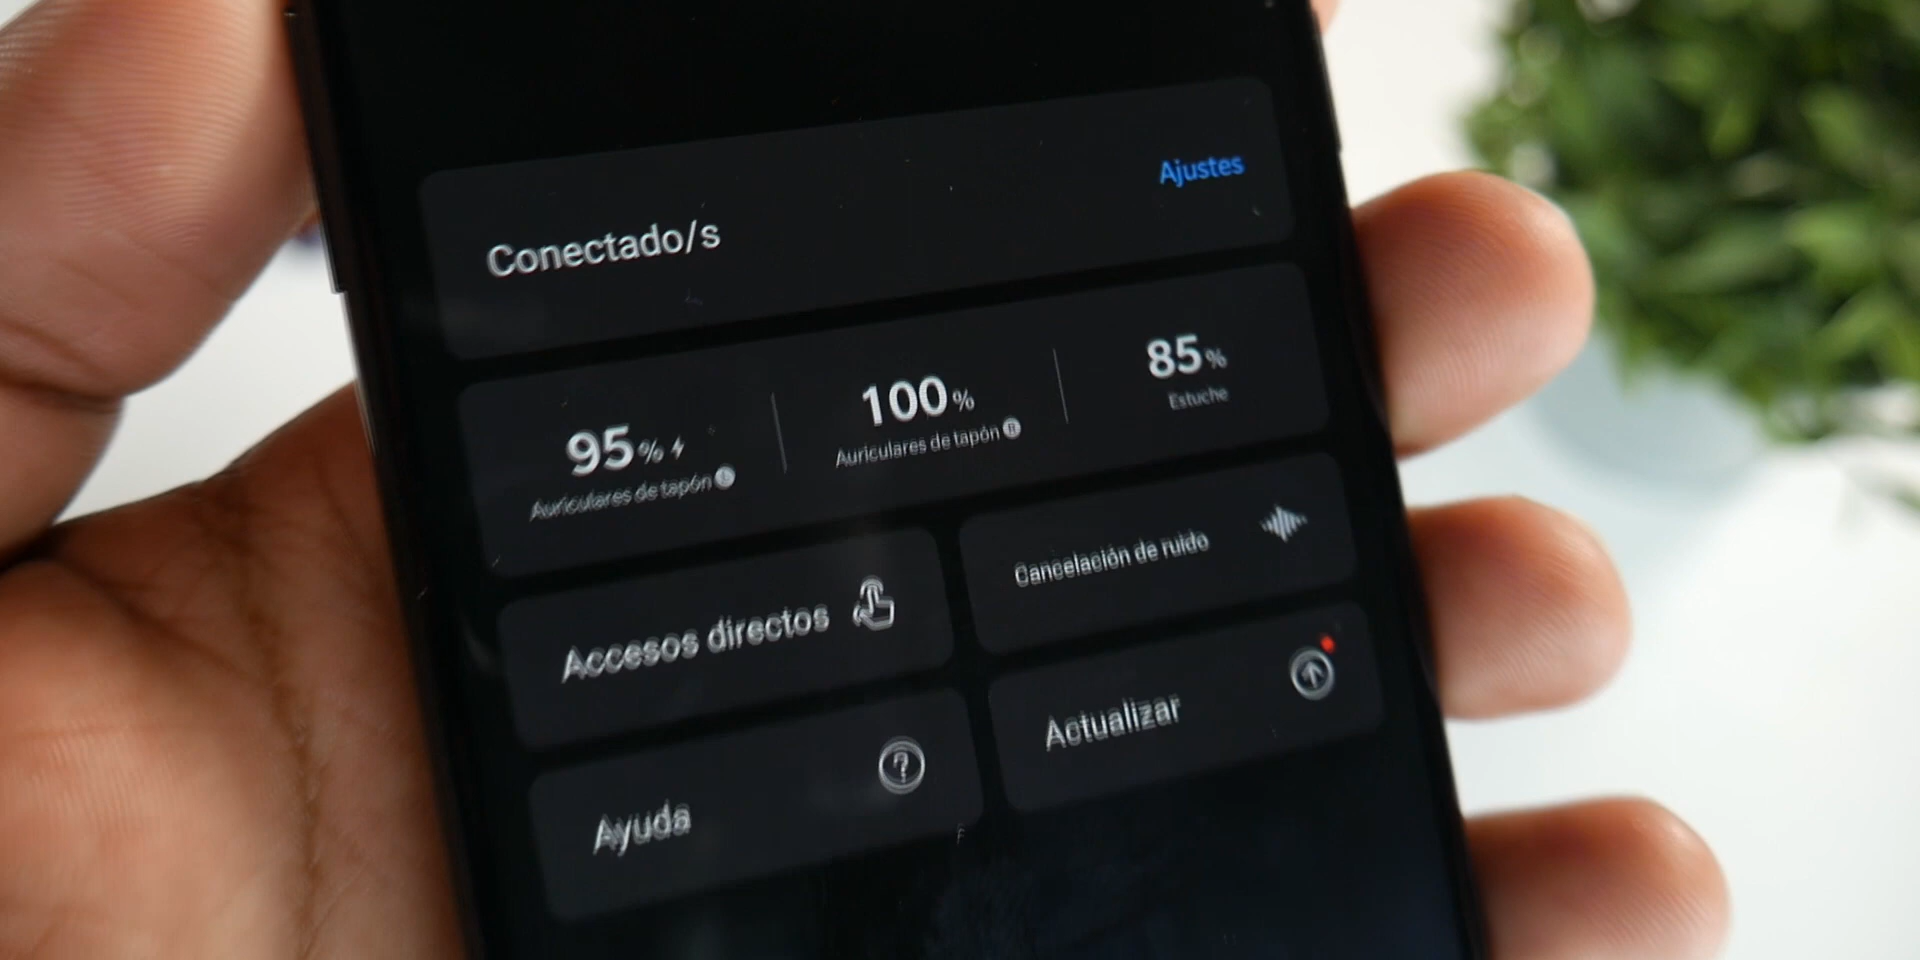 Ajustes
Conectado/s
95% 100% 85%
Auriculares de tapón L Auriculares de tapón R Estuche
Accesos directos
Cancelación de ruido
Ayuda
Actualizar